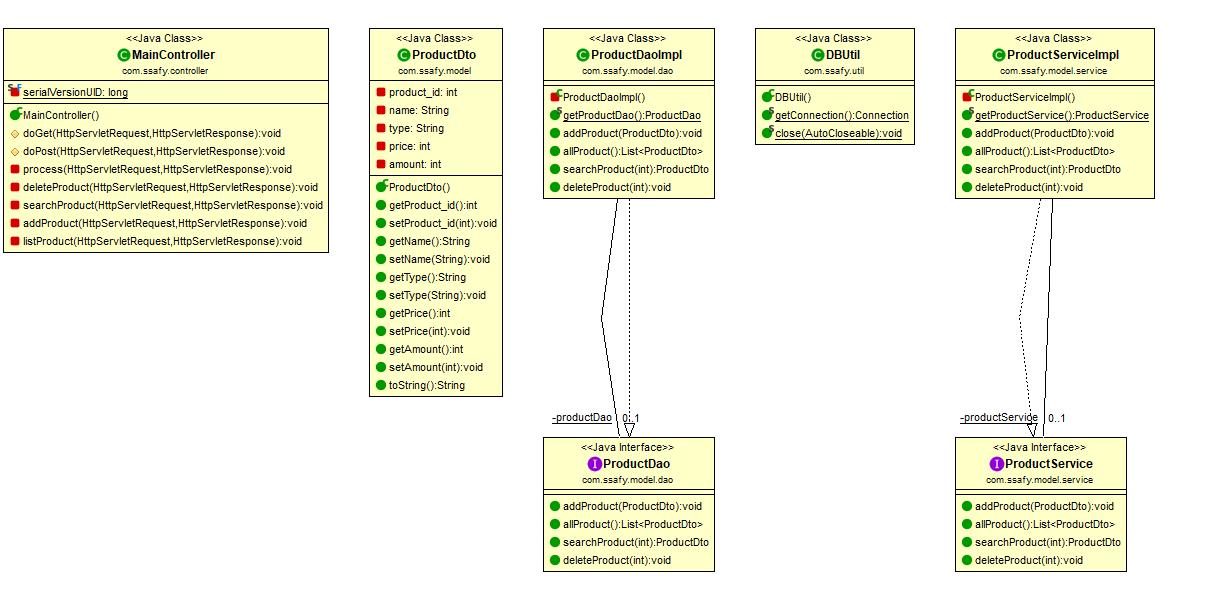 <<Java Class>>
MainController
com.ssafy.controller
serialVersionUID: long
MainController()
doGet(HttpServletRequest,HttpServletResponse):void
doPost(HttpServletRequest,HttpServletResponse):void
process(HttpServletRequest,HttpServletResponse):void
deleteProduct(HttpServletRequest,HttpServletResponse):void
searchProduct(HttpServletRequest,HttpServletResponse):void
addProduct(HttpServletRequest,HttpServletResponse):void
listProduct(HttpServletRequest,HttpServletResponse):void
<<Java Class>>
ProductDto
com.ssafy.model
product_id: int
name: String
type: String
price: int
amount: int
ProductDto()
getProduct_id():int
setProduct_id(int):void
getName():String
setName(String):void
getType():String
setType(String):void
getPrice():int
setPrice(int):void
getAmount():int
setAmount(int):void
toString():String
<<Java Class>>
ProductDaoImpl
com.ssafy.model.dao
ProductDaoImpl()
getProductDao():ProductDao
addProduct(ProductDto):void
allProduct():List<ProductDto>
searchProduct(int):ProductDto
deleteProduct(int):void
<<Java Class>>
DBUtil
com.ssafy.util
DBUtil()
getConnection():Connection
close(AutoCloseable):void
<<Java Class>>
ProductServiceImpl
com.ssafy.model.service
ProductServiceImpl()
getProductService():ProductService
addProduct(ProductDto):void
allProduct():List<ProductDto>
searchProduct(int):ProductDto
deleteProduct(int):void
-productDao 0..1
<<Java Interface>>
ProductDao
com.ssafy.model.dao
addProduct(ProductDto):void
allProduct():List<ProductDto>
searchProduct(int):ProductDto
deleteProduct(int):void
-productService 0..1
<<Java Interface>>
ProductService
com.ssafy.model.service
addProduct(ProductDto):void
allProduct():List<ProductDto>
searchProduct(int):ProductDto
deleteProduct(int):void